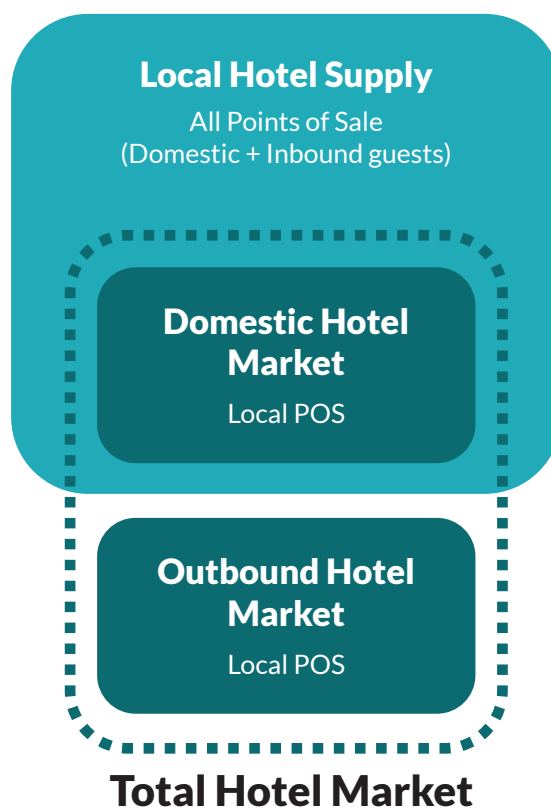 Local Hotel Supply
All Points of Sale
(Domestic + Inbound guests)
Domestic Hotel
Market
Local POS
Outbound Hotel
Market
Local POS
Total Hotel Market